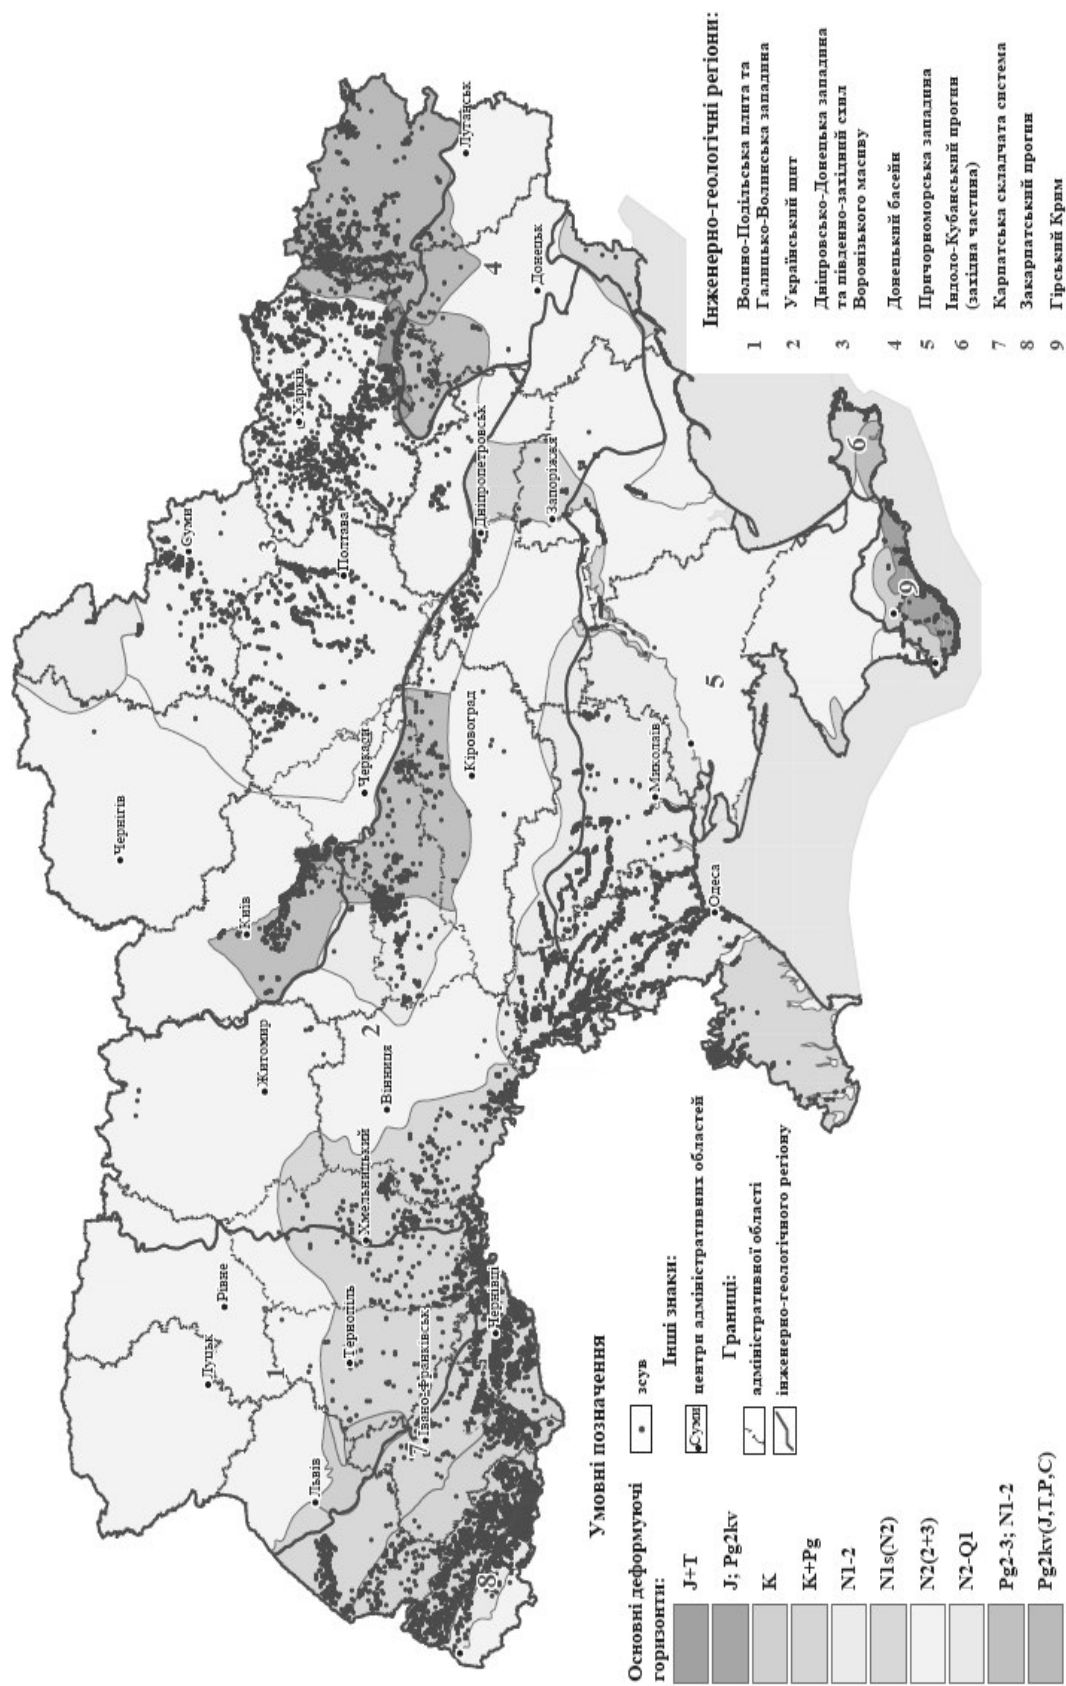 Чернігів
Суми
Луцьк
Рівне
Житомир
Київ
Харків
Львів
Тернопіль
Хмельницький
Вінниця
Черкаси
Полтава
Луганськ
Івано-Франківськ
Чернівці
Кіровоград
Дніпропетровськ
Донецьк
Запоріжжя
Миколаїв
Одеса
1
2
3
4
5
6
7
8
9
Умовні позначення
Основні деформуючі
горизонти:
J+T
J; Pg2kv
K
K+Pg
N1-2
N1s(N2)
N2(2+3)
N2-Q1
Pg2-3; N1-2
Pg2kv(J,T,P,C)
зсув
Інші знаки:
Суми
центри адміністративних областей
Границі:
адміністративної області
інженерно-геологічного регіону
Інженерно-геологічні регіони:
1 Волино-Подільська плита та
Галицько-Волинська западина
2 Український щит
Дніпровсько-Донецька западина
3 та південно-західний схил
Воронізького масиву
4 Донецький басейн
5 Причорноморська западина
6 Індоло-Кубанський прогин
(західна частина)
7 Карпатська складчата система
8 Закарпатський прогин
9 Гірський Крим